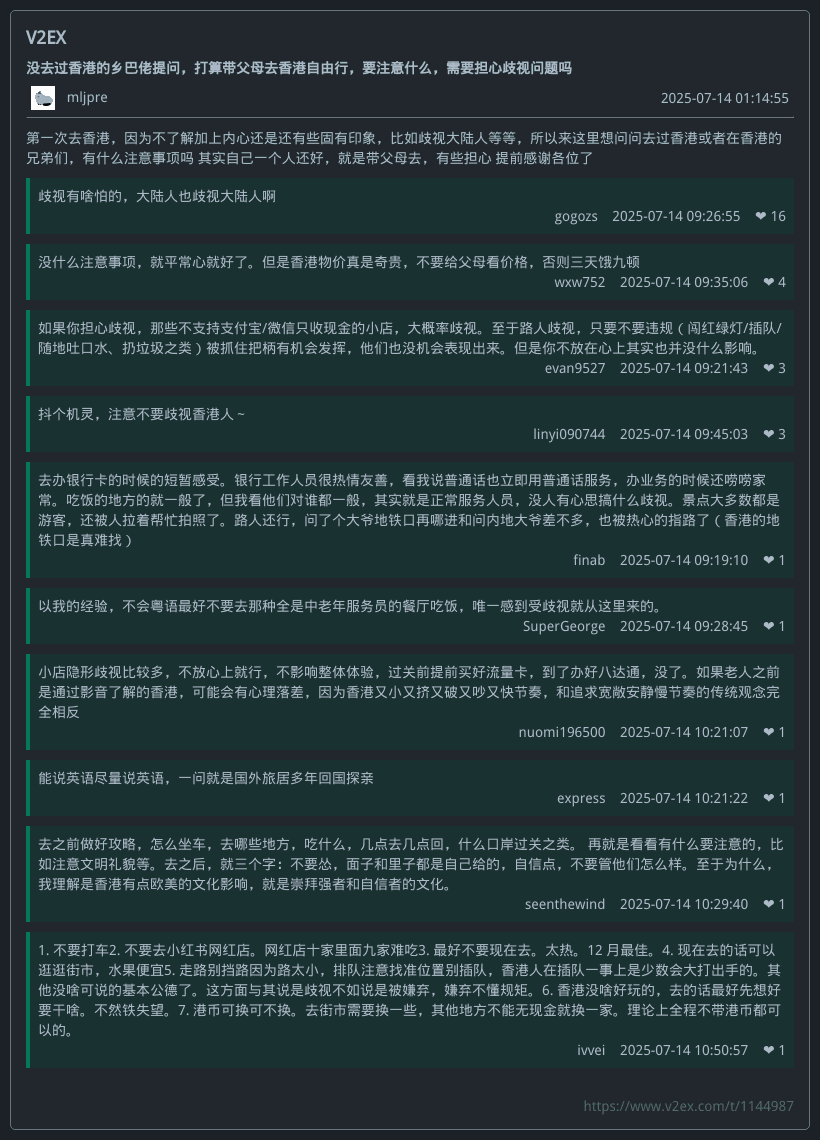 V2EX
没去过香港的乡巴佬提问，打算带父母去香港自由行，要注意什么，需要担心歧视问题吗
mljpre 2025-07-14 01:14:55
第一次去香港，因为不了解加上内心还是还有些固有印象，比如歧视大陆人等等，所以来这里想问问去过香港或者在香港的
兄弟们，有什么注意事项吗 其实自己一个人还好，就是带父母去，有些担心 提前感谢各位了
歧视有啥怕的，大陆人也歧视大陆人啊
gogozs 2025-07-14 09:26:55 ❤ 16
没什么注意事项，就平常心就好了。但是香港物价真是奇贵，不要给父母看价格，否则三天饿九顿
wxw752 2025-07-14 09:35:06 ❤ 4
如果你担心歧视，那些不支持支付宝/微信只收现金的小店，大概率歧视。至于路人歧视，只要不要违规（闯红绿灯/插队/
随地吐口水、扔垃圾之类）被抓住把柄有机会发挥，他们也没机会表现出来。但是你不放在心上其实也并没什么影响。
evan9527 2025-07-14 09:21:43 ❤ 3
抖个机灵，注意不要歧视香港人～
linyi090744 2025-07-14 09:45:03 ❤ 3
去办银行卡的时候的短暂感受。银行工作人员很热情友善，看我说普通话也立即用普通话服务，办业务的时候还唠唠家
常。吃饭的地方的就一般了，但我看他们对谁都一般，其实就是正常服务人员，没人有心思搞什么歧视。景点大多数都是
游客，还被人拉着帮忙拍照了。路人还行，问了个大爷地铁口再哪进和问内地大爷差不多，也被热心的指路了（香港的地
铁口是真难找）
finab 2025-07-14 09:19:10 ❤ 1
以我的经验，不会粤语最好不要去那种全是中老年服务员的餐厅吃饭，唯一感到受歧视就从这里来的。
SuperGeorge 2025-07-14 09:28:45 ❤ 1
小店隐形歧视比较多，不放心上就行，不影响整体体验，过关前提前买好流量卡，到了办好八达通，没了。如果老人之前
是通过影音了解的香港，可能会有心理落差，因为香港又小又挤又破又吵又快节奏，和追求宽敞安静慢节奏的传统观念完
全相反
nuomi196500 2025-07-14 10:21:07 ❤ 1
能说英语尽量说英语，一问就是国外旅居多年回国探亲
express 2025-07-14 10:21:22 ❤ 1
去之前做好攻略，怎么坐车，去哪些地方，吃什么，几点去几点回，什么口岸过关之类。 再就是看看有什么要注意的，比
如注意文明礼貌等。去之后，就三个字：不要怂，面子和里子都是自己给的，自信点，不要管他们怎么样。至于为什么，
我理解是香港有点欧美的文化影响，就是崇拜强者和自信者的文化。
seenthewind 2025-07-14 10:29:40 ❤ 1
1. 不要打车2. 不要去小红书网红店。网红店十家里面九家难吃3. 最好不要现在去。太热。12 月最佳。4. 现在去的话可以
逛逛街市，水果便宜5. 走路别挡路因为路太小，排队注意找准位置别插队，香港人在插队一事上是少数会大打出手的。其
他没啥可说的基本公德了。这方面与其说是歧视不如说是被嫌弃，嫌弃不懂规矩。6. 香港没啥好玩的，去的话最好先想好
要干啥。不然铁失望。7. 港币可换可不换。去街市需要换一些，其他地方不能无现金就换一家。理论上全程不带港币都可
以的。
ivvei 2025-07-14 10:50:57 ❤ 1
https://www.v2ex.com/t/1144987